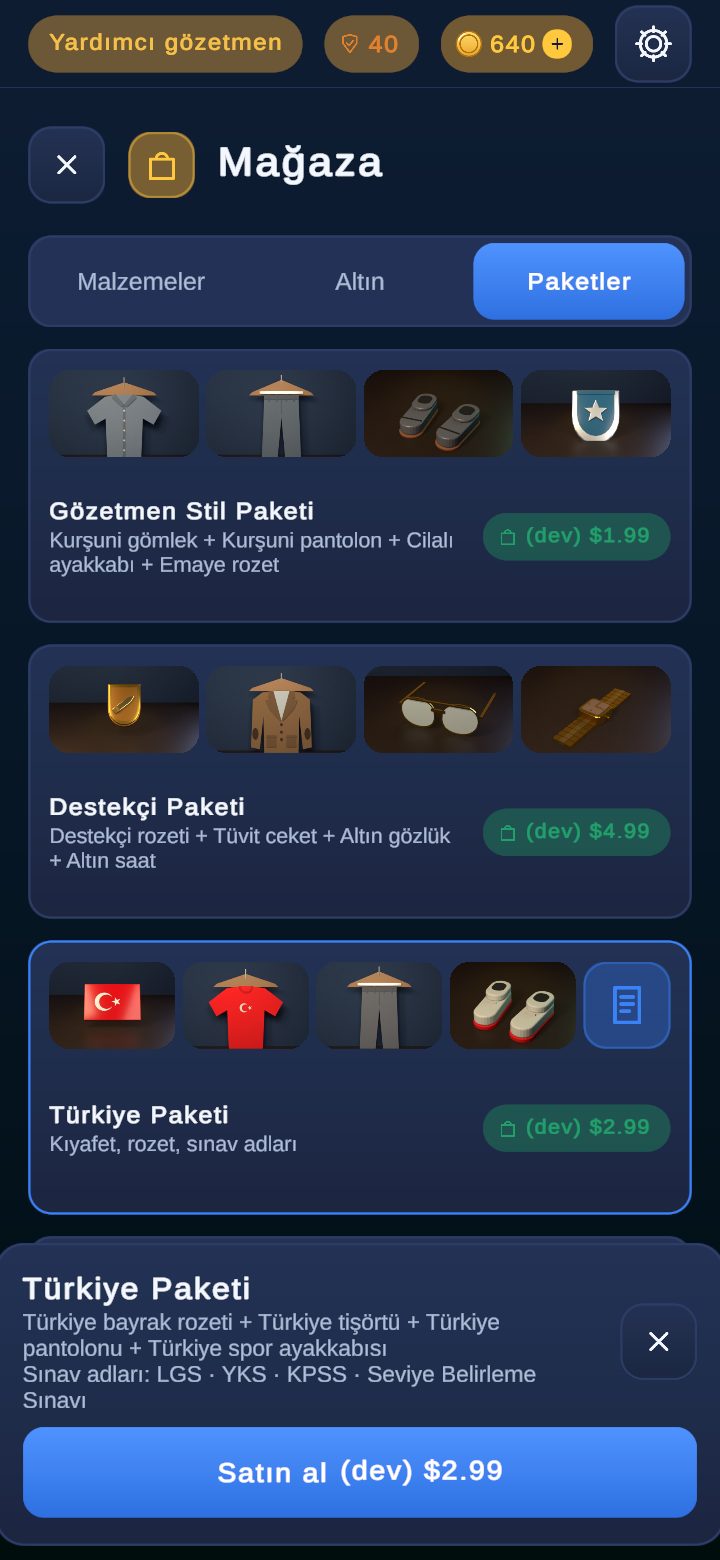 Yardımcı gözetmen
40
640 +
Mağaza
Malzemeler
Altın
Paketler
Gözetmen Stil Paketi
Kurşuni gömlek + Kurşuni pantolon + Cilalı
ayakkabı + Emaye rozet
(dev) $1.99
Destekçi Paketi
Destekçi rozeti + Tüvit ceket + Altın gözlük
+ Altın saat
(dev) $4.99
Türkiye Paketi
Kıyafet, rozet, sınav adları
(dev) $2.99
Türkiye Paketi
Türkiye bayrak rozeti + Türkiye tişörtü + Türkiye
pantolonu + Türkiye spor ayakkabısı
Sınav adları: LGS · YKS · KPSS · Seviye Belirleme
Sınavı
Satın al (dev) $2.99